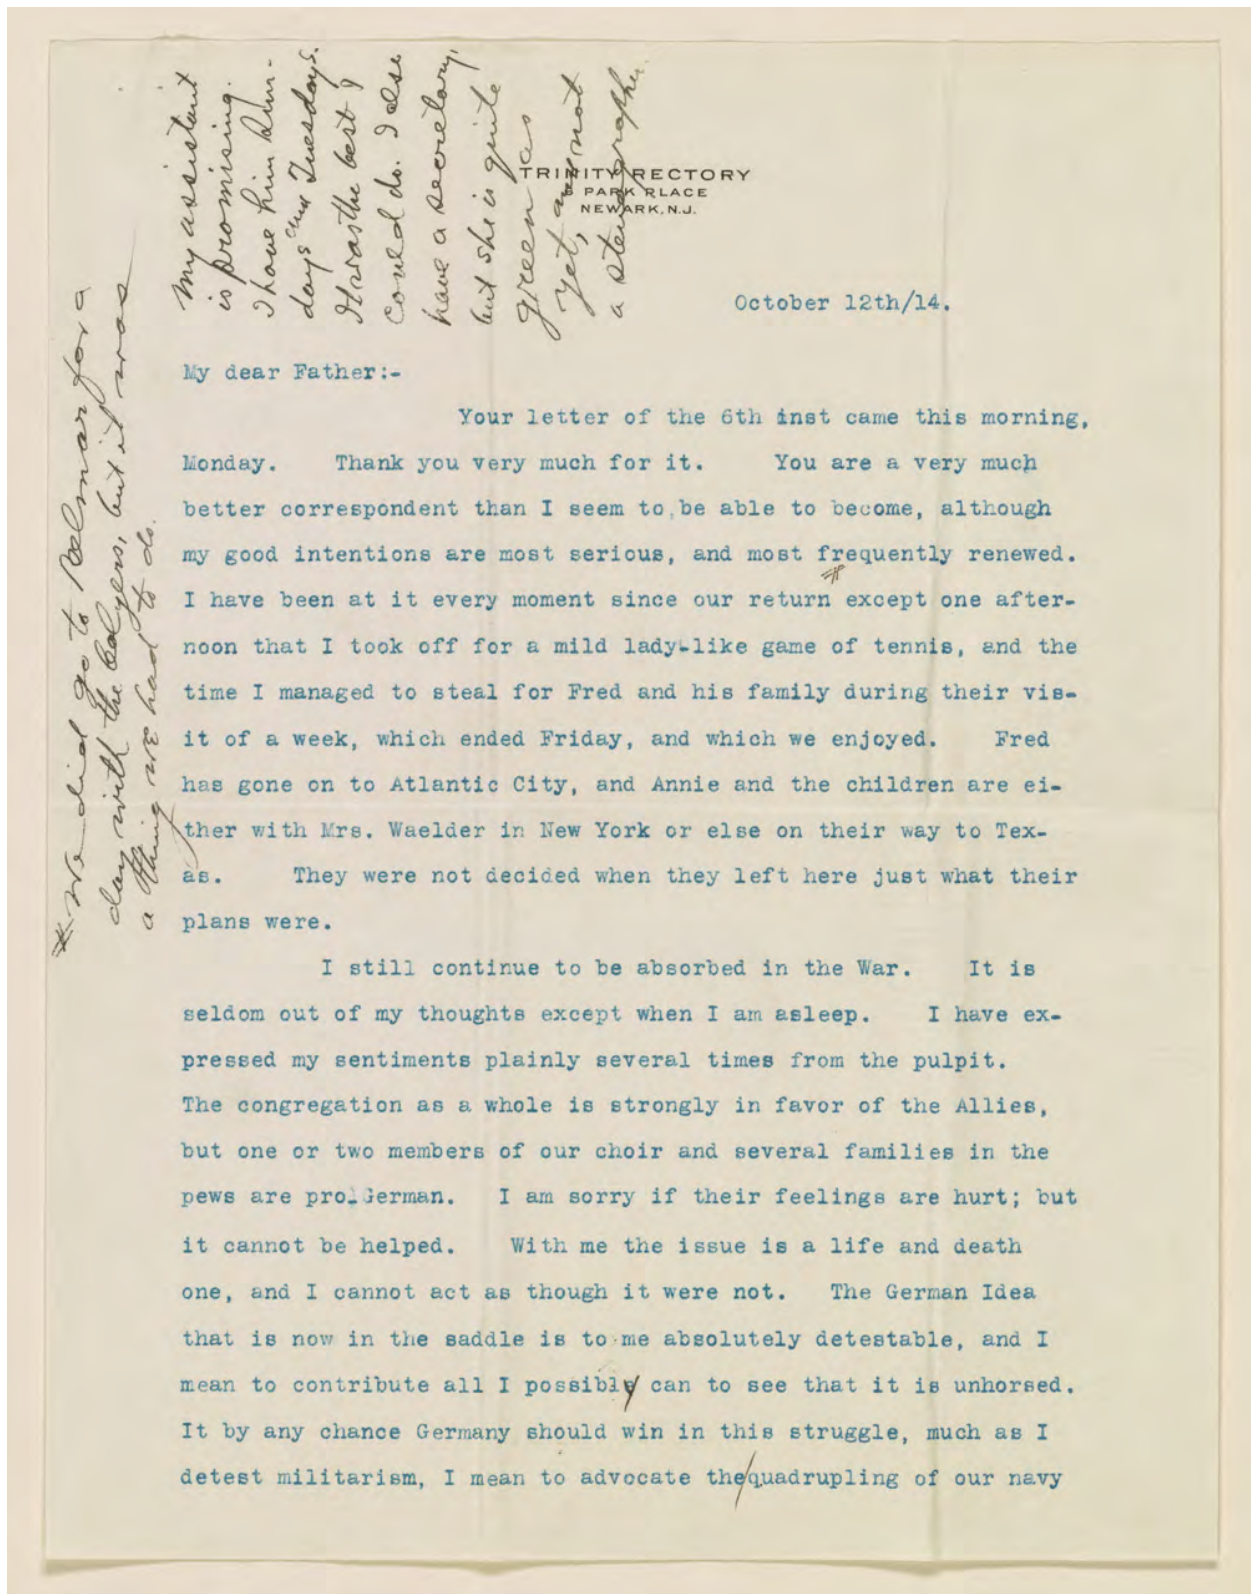 TRINITY RECTORY
PARK PLACE
NEWARK, N.J.
October 12th/14.
My dear Father:-
Your letter of the 6th inst came this morning,
Monday. Thank you very much for it. You are a very much
better correspondent than I seem to be able to become, although
my good intentions are most serious, and most frequently renewed.
#
I have been at it every moment since our return except one after-
noon that I took off for a mild lady-like game of tennis, and the
time I managed to steal for Fred and his family during their vis-
it of a week, which ended Friday, and which we enjoyed. Fred
has gone on to Atlantic City, and Annie and the children are ei-
ther with Mrs. Waelder in New York or else on their way to Tex-
as. They were not decided when they left here just what their
plans were.
I still continue to be absorbed in the War. It is
seldom out of my thoughts except when I am asleep. I have ex-
pressed my sentiments plainly several times from the pulpit.
The congregation as a whole is strongly in favor of the Allies,
but one or two members of our choir and several families in the
pews are pro-German. I am sorry if their feelings are hurt; but
it cannot be helped. With me the issue is a life and death
one, and I cannot act as though it were not. The German Idea
that is now in the saddle is to me absolutely detestable, and I
mean to contribute all I possibly can to see that it is unhorsed.
It by any chance Germany should win in this struggle, much as I
detest militarism, I mean to advocate the/quadrupling of our navy
My assistant
is promising.
I have him Sun-
days and Tuesdays.
It was the best I
could do. I also
have a secretary,
but she is quite
green as
yet, and not
a stenographer.
# We did go to Belmar for a
day with the, but it was
a thing we had to do.